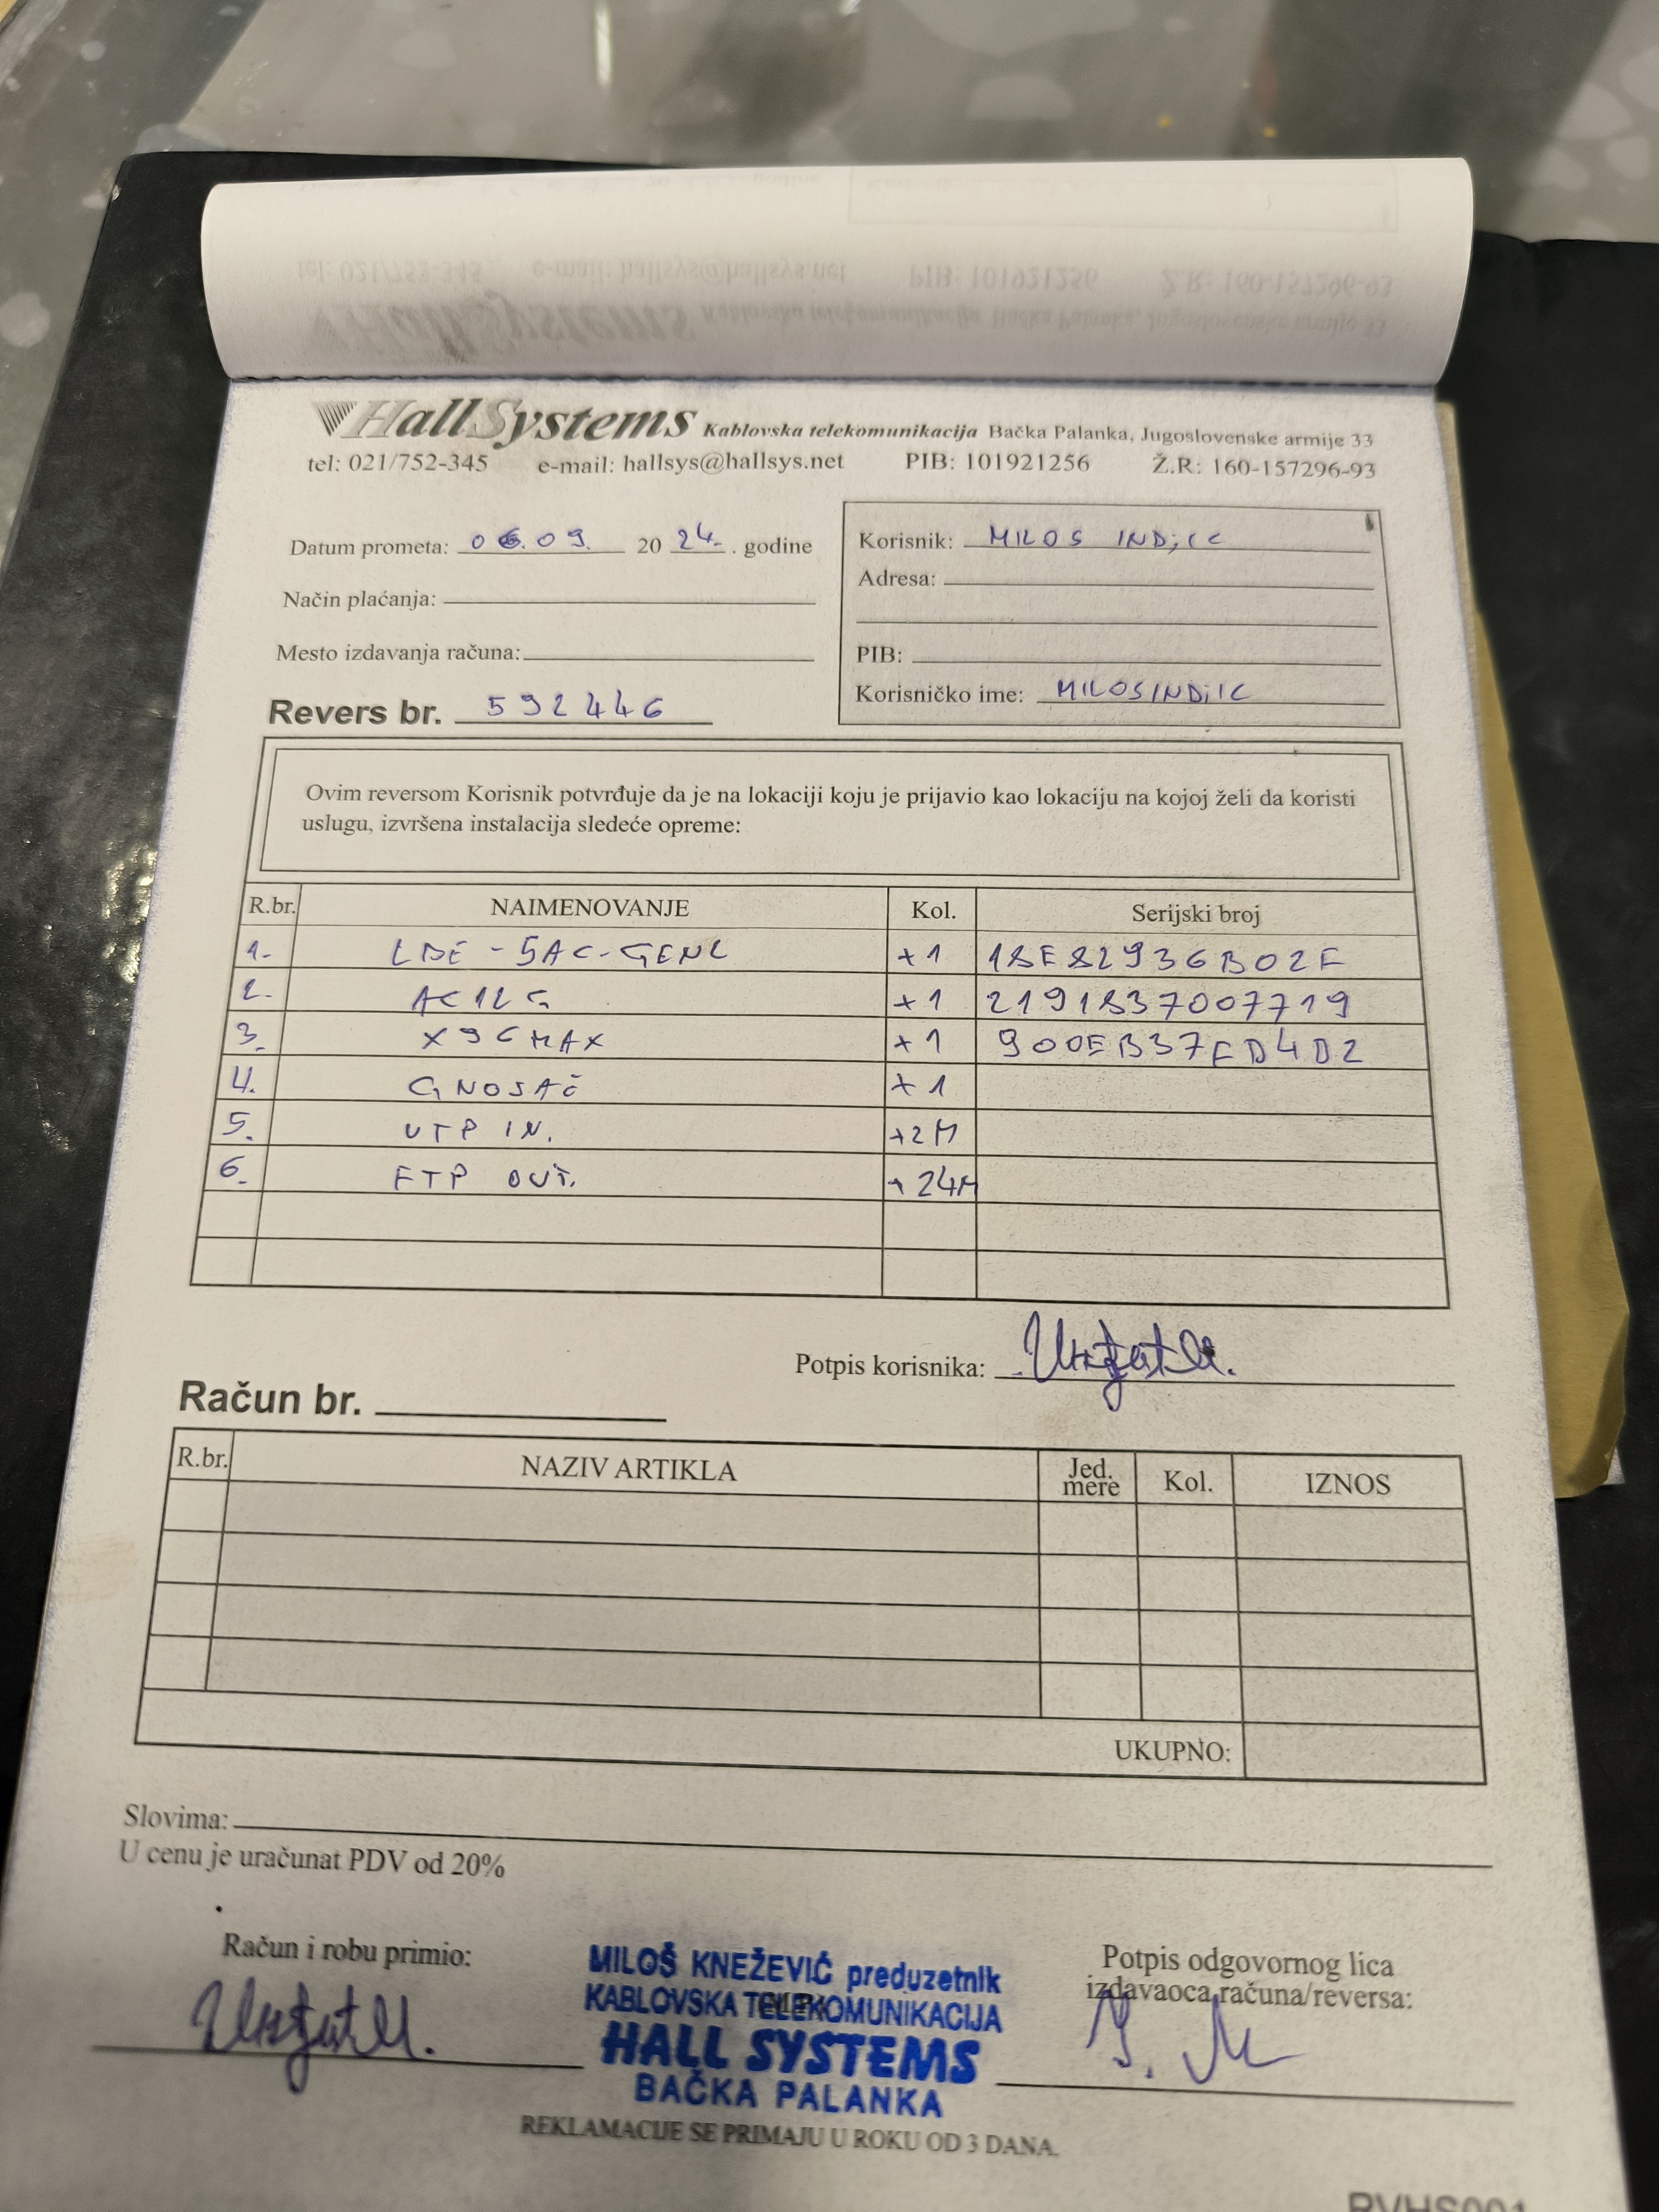 HallSystems Kablovska telekomunikacija Bačka Palanka, Jugoslovenske armije 33
tel: 021/752-345 e-mail: hallsys@hallsys.net PIB: 101921256 Ž.R: 160-157296-93
Datum prometa: 06.09. 2024. . godine
Način plaćanja:
Mesto izdavanja računa:
Revers br. 592446
Korisnik: MILOS INDjIC
Adresa:
PIB:
Korisničko ime: MILOSINDjIC
Ovim reversom Korisnik potvrđuje da je na lokaciji koju je prijavio kao lokaciju na kojoj želi da koristi
uslugu, izvršena instalacija sledeće opreme:
R.br. NAIMENOVANJE Kol. Serijski broj
1. LBE-5AC-GEN2 +1 18E82936B02F
2. AC12G +1 2191837007719
3. X96MAX +1 900EB37FD4D2
4. GNOSAČ +1
5. UTP IN. +2M
6. FTP OUT. +24M
Potpis korisnika:
Račun br.
R.br. NAZIV ARTIKLA Jed. mere Kol. IZNOS
UKUPNO:
Slovima:
U cenu je uračunat PDV od 20%
Račun i robu primio:
MILOŠ KNEŽEVIĆ preduzetnik
KABLOVSKA TELEKOMUNIKACIJA
HALL SYSTEMS
BAČKA PALANKA
Potpis odgovornog lica
izdavaoca računa/reversa:
REKLAMACIJE SE PRIMAJU U ROKU OD 3 DANA.